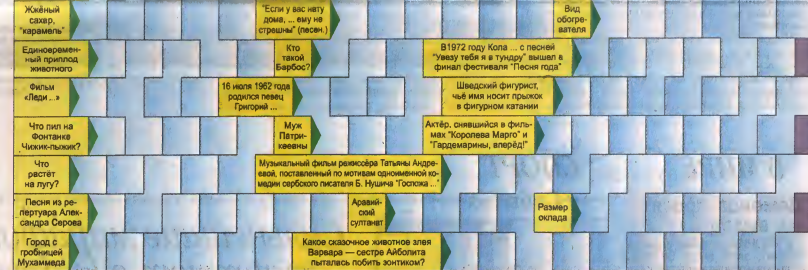 Жжёный
сахар,
"карамель"
"Если у вас нету
дома, ... ему не
страшны" (песен.)
Вид
обогре-
вателя
Единовремен-
ный приплод
животного
Кто
такой
Барбос?
В1972 году Кола ... с песней
"Увезу тебя я в тундру" вышел в
финал фестиваля "Песня года"
Фильм
«Леди ...»
16 июля 1962 года
родился певец
Григорий ...
Шведский фигурист,
чьё имя носит прыжок
в фигурном катании
Что пил на
Фонтанке
Чижик-пыжик?
Муж
Патри-
кеевны
Актёр, снявшийся в филь-
мах "Королева Марго" и
"Гардемарины, вперёд!"
Что
растёт
на лугу?
Музыкальный фильм режиссёра Татьяны Андре-
евой, поставленный по мотивам одноимённой ко-
медии сербского писателя Б. Нушича "Госпожа ..."
Песня из ре-
пертуара Алек-
сандра Серова
Аравий-
ский
султанат
Размер
оклада
Город с
гробницей
Мухаммеда
Какое сказочное животное злея
Варвара — сестре Айболита
пыталась побить зонтиком?